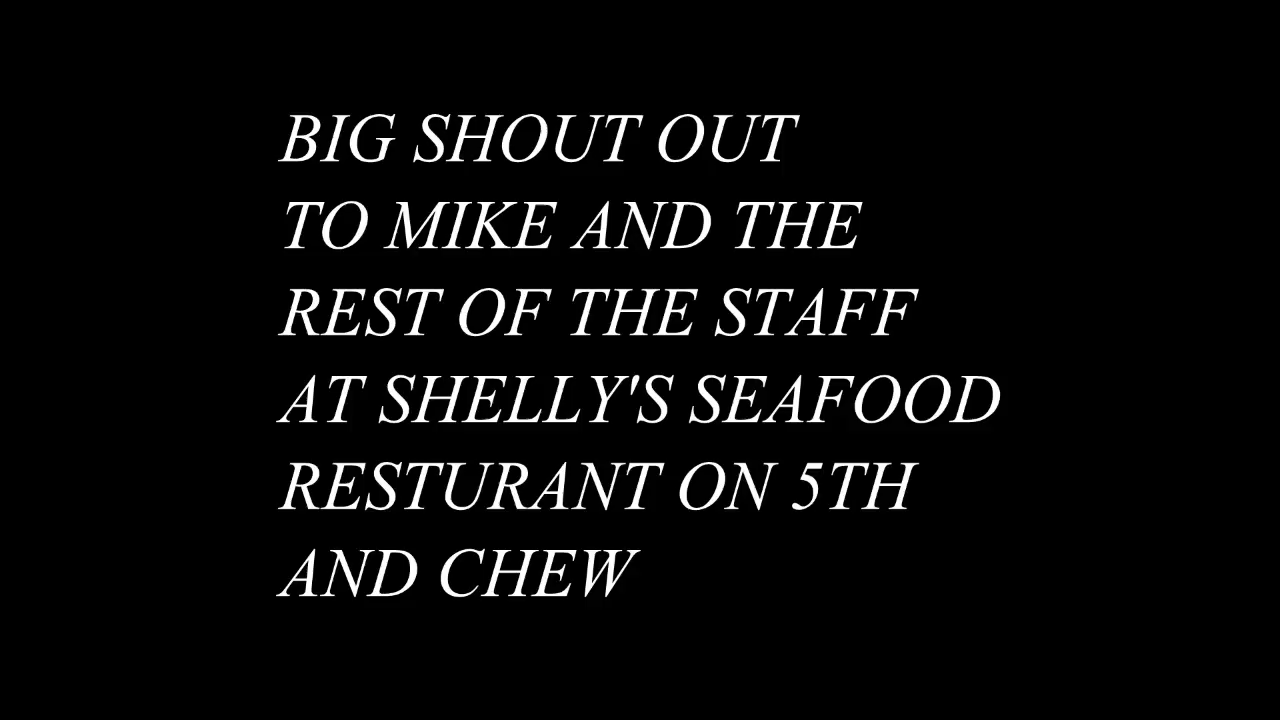 BIG SHOUT OUT
TO MIKE AND THE
REST OF THE STAFF
AT SHELLY'S SEAFOOD
RESTURANT ON 5TH
AND CHEW